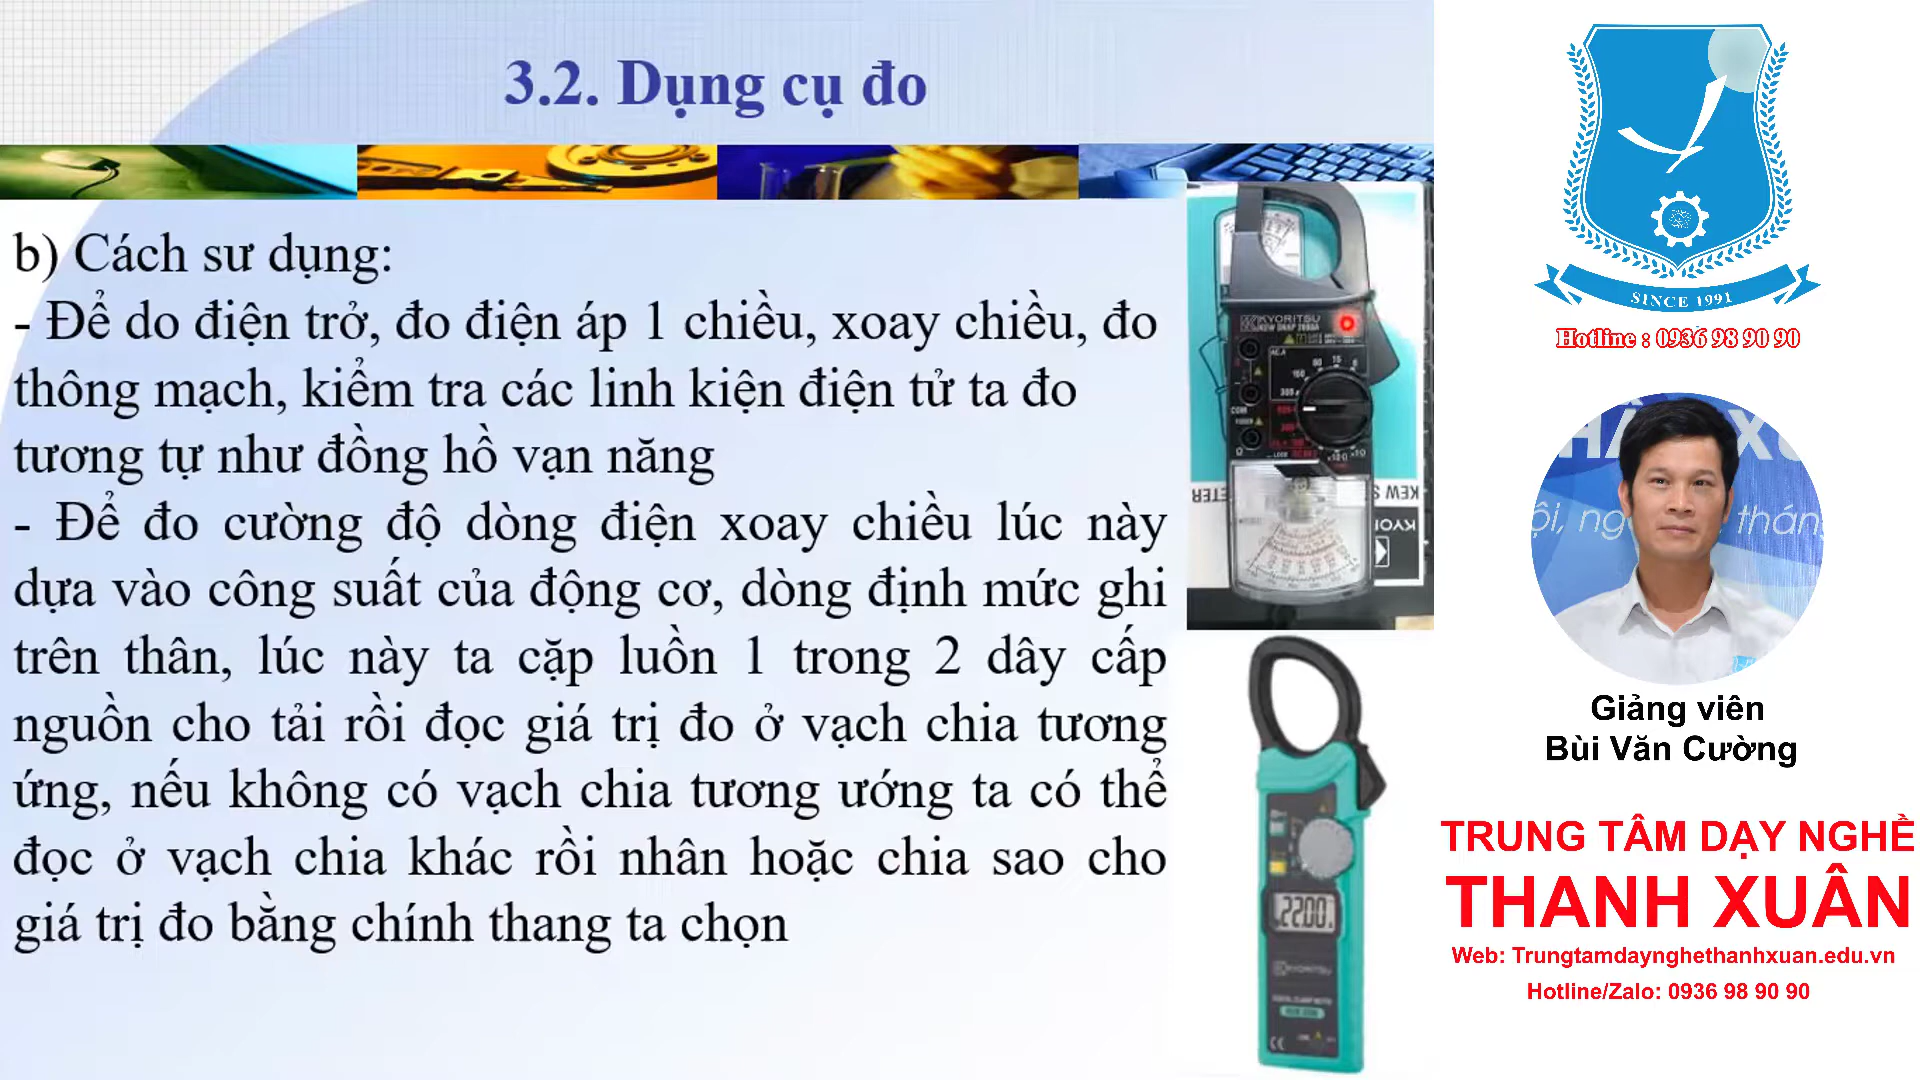 3.2. Dụng cụ đo
b) Cách sư dụng:
- Để do điện trở, đo điện áp 1 chiều, xoay chiều, đo
thông mạch, kiểm tra các linh kiện điện tử ta đo
tương tự như đồng hồ vạn năng
- Để đo cường độ dòng điện xoay chiều lúc này
dựa vào công suất của động cơ, dòng định mức ghi
trên thân, lúc này ta cặp luồn 1 trong 2 dây cấp
nguồn cho tải rồi đọc giá trị đo ở vạch chia tương
ứng, nếu không có vạch chia tương ướng ta có thể
đọc ở vạch chia khác rồi nhân hoặc chia sao cho
giá trị đo bằng chính thang ta chọn
KYORITSU
COM
KEW S
KYO
2200
KYORITSU
SINCE 1991
Hotline : 0936 98 90 90
Giảng viên
Bùi Văn Cường
TRUNG TÂM DẠY NGHỀ
THANH XUÂN
Web: Trungtamdaynghethanhxuan.edu.vn
Hotline/Zalo: 0936 98 90 90